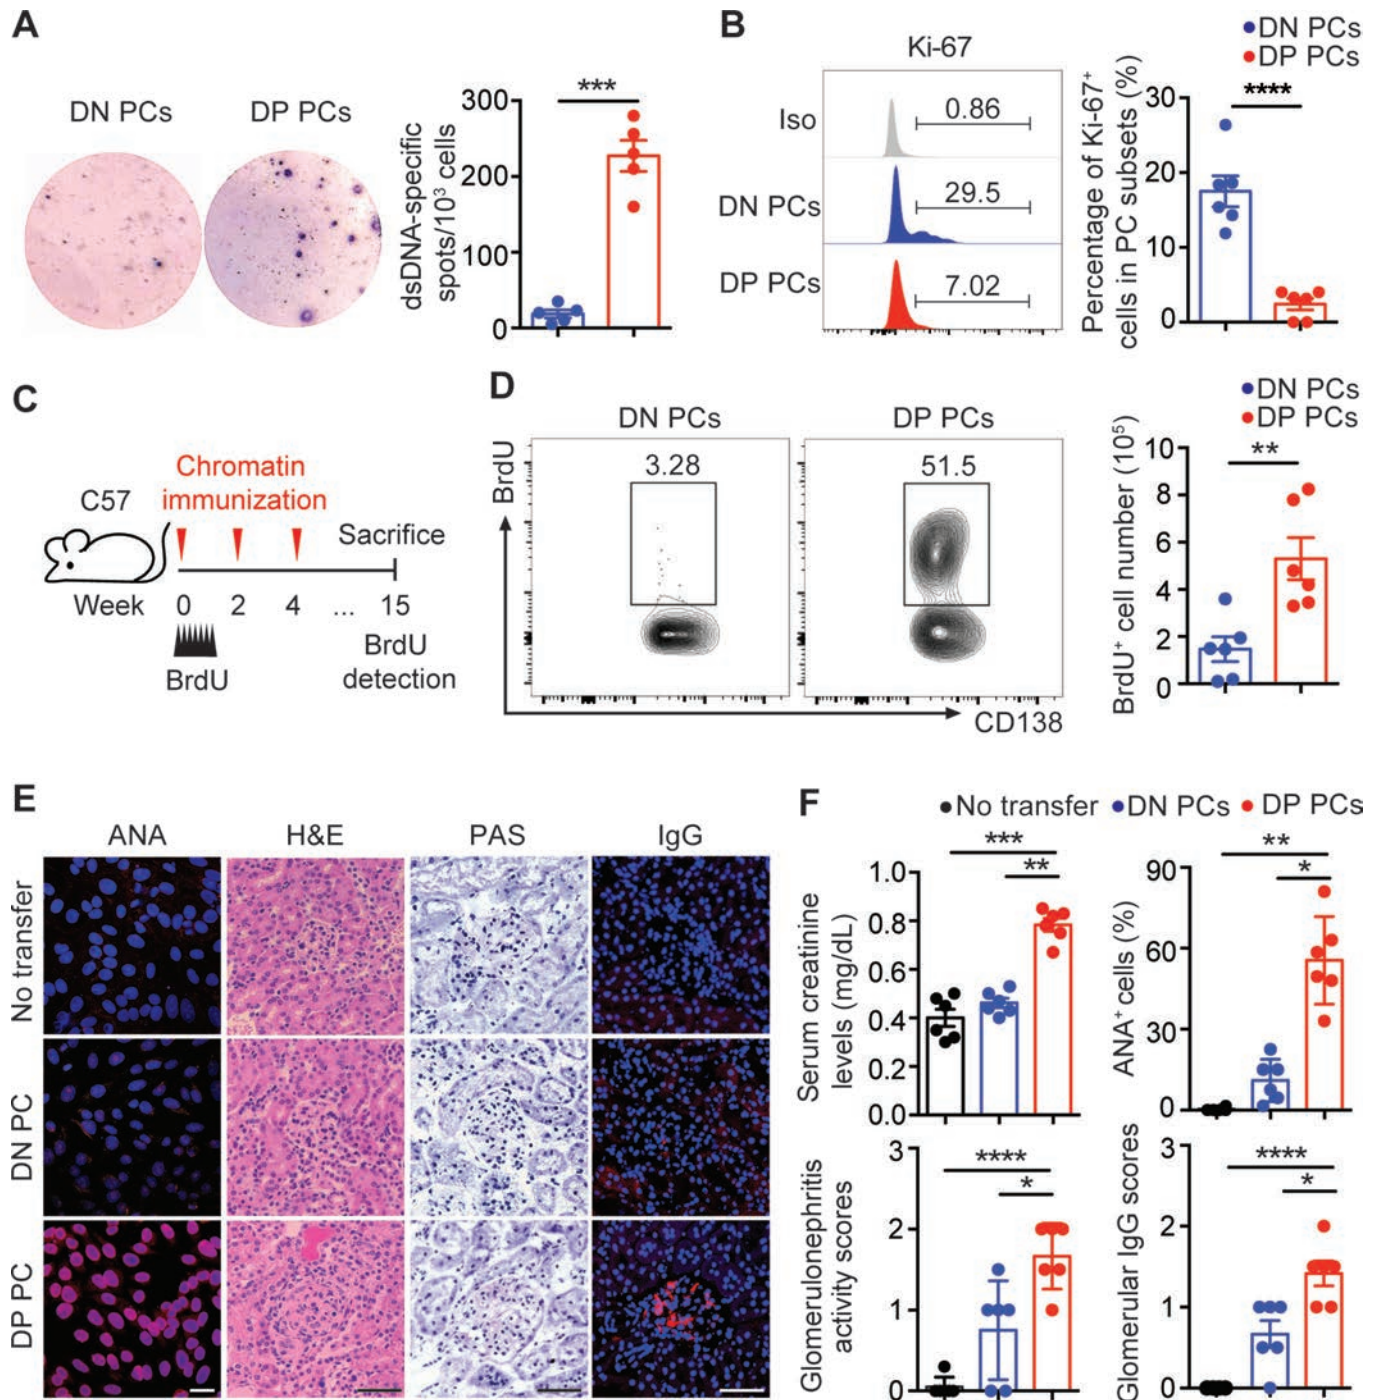 A
DN PCs
DP PCs
dsDNA-specific
spots/10³ cells
300
200
100
0
***
B
Ki-67
Iso
0.86
DN PCs
29.5
DP PCs
7.02
Percentage of Ki-67⁺
cells in PC subsets (%)
30
20
10
0
****
DN PCs
DP PCs
C
C57
Chromatin
immunization
Sacrifice
Week
0
2
4
...
15
BrdU
BrdU
detection
D
DN PCs
DP PCs
BrdU
3.28
51.5
CD138
DN PCs
DP PCs
BrdU⁺ cell number (10⁵)
10
8
6
4
2
0
**
E
ANA
H&E
PAS
IgG
No transfer
DN PC
DP PC
F
No transfer
DN PCs
DP PCs
Serum creatinine
levels (mg/dL)
1.0
0.8
0.6
0.4
0.2
0.0
***
**
ANA⁺ cells (%)
90
60
30
0
**
*
Glomerulonephritis
activity scores
3
2
1
0
****
*
Glomerular IgG scores
3
2
1
0
****
*